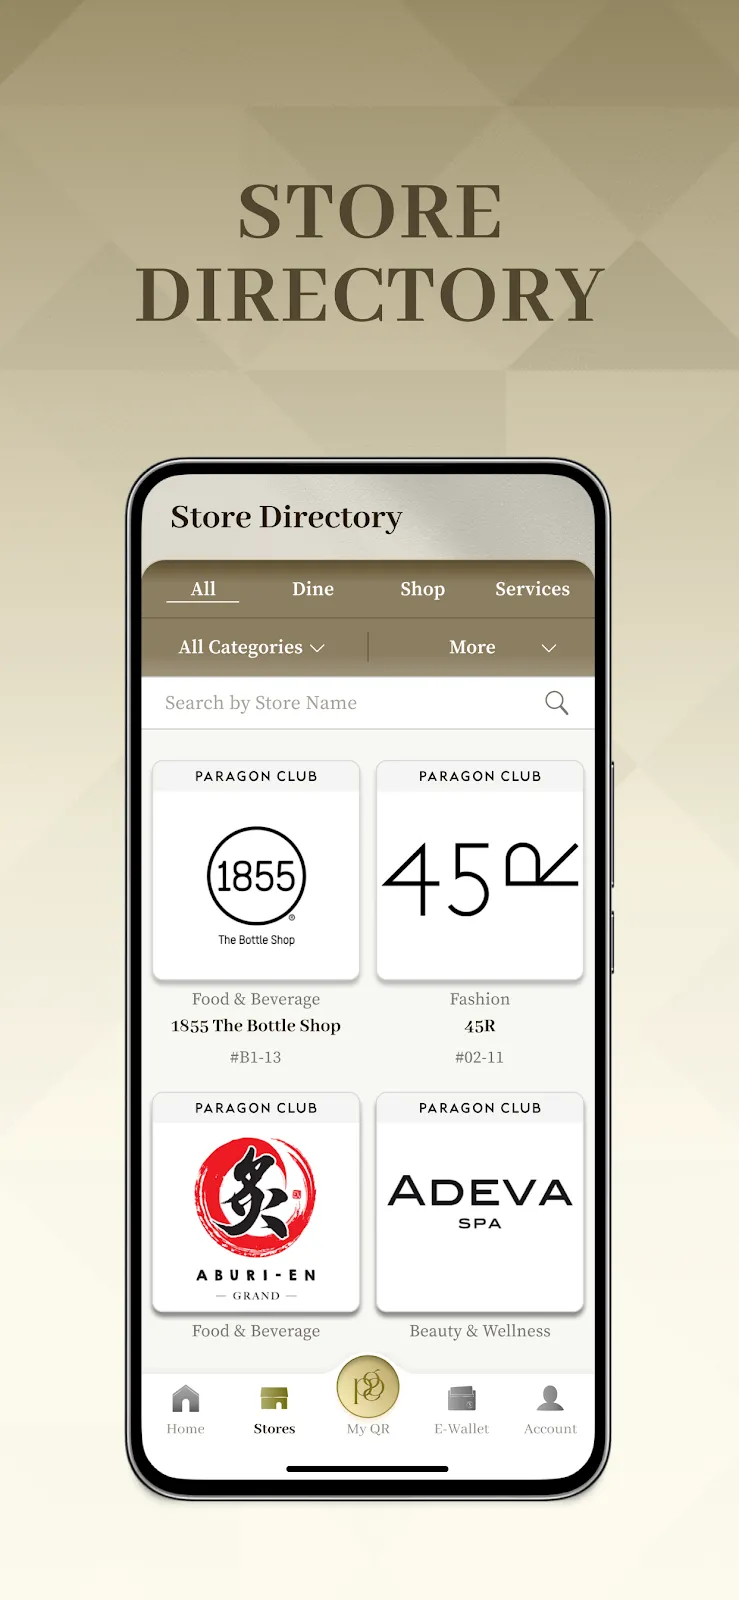 STORE
DIRECTORY
Store Directory
All Dine Shop Services
All Categories More
Search by Store Name
PARAGON CLUB
1855
®
The Bottle Shop
Food & Beverage
1855 The Bottle Shop
#B1-13
PARAGON CLUB
45R
Fashion
45R
#02-11
PARAGON CLUB
炙
ABURI-EN
— GRAND —
Food & Beverage
PARAGON CLUB
ADEVA
SPA
Beauty & Wellness
Home Stores My QR E-Wallet Account